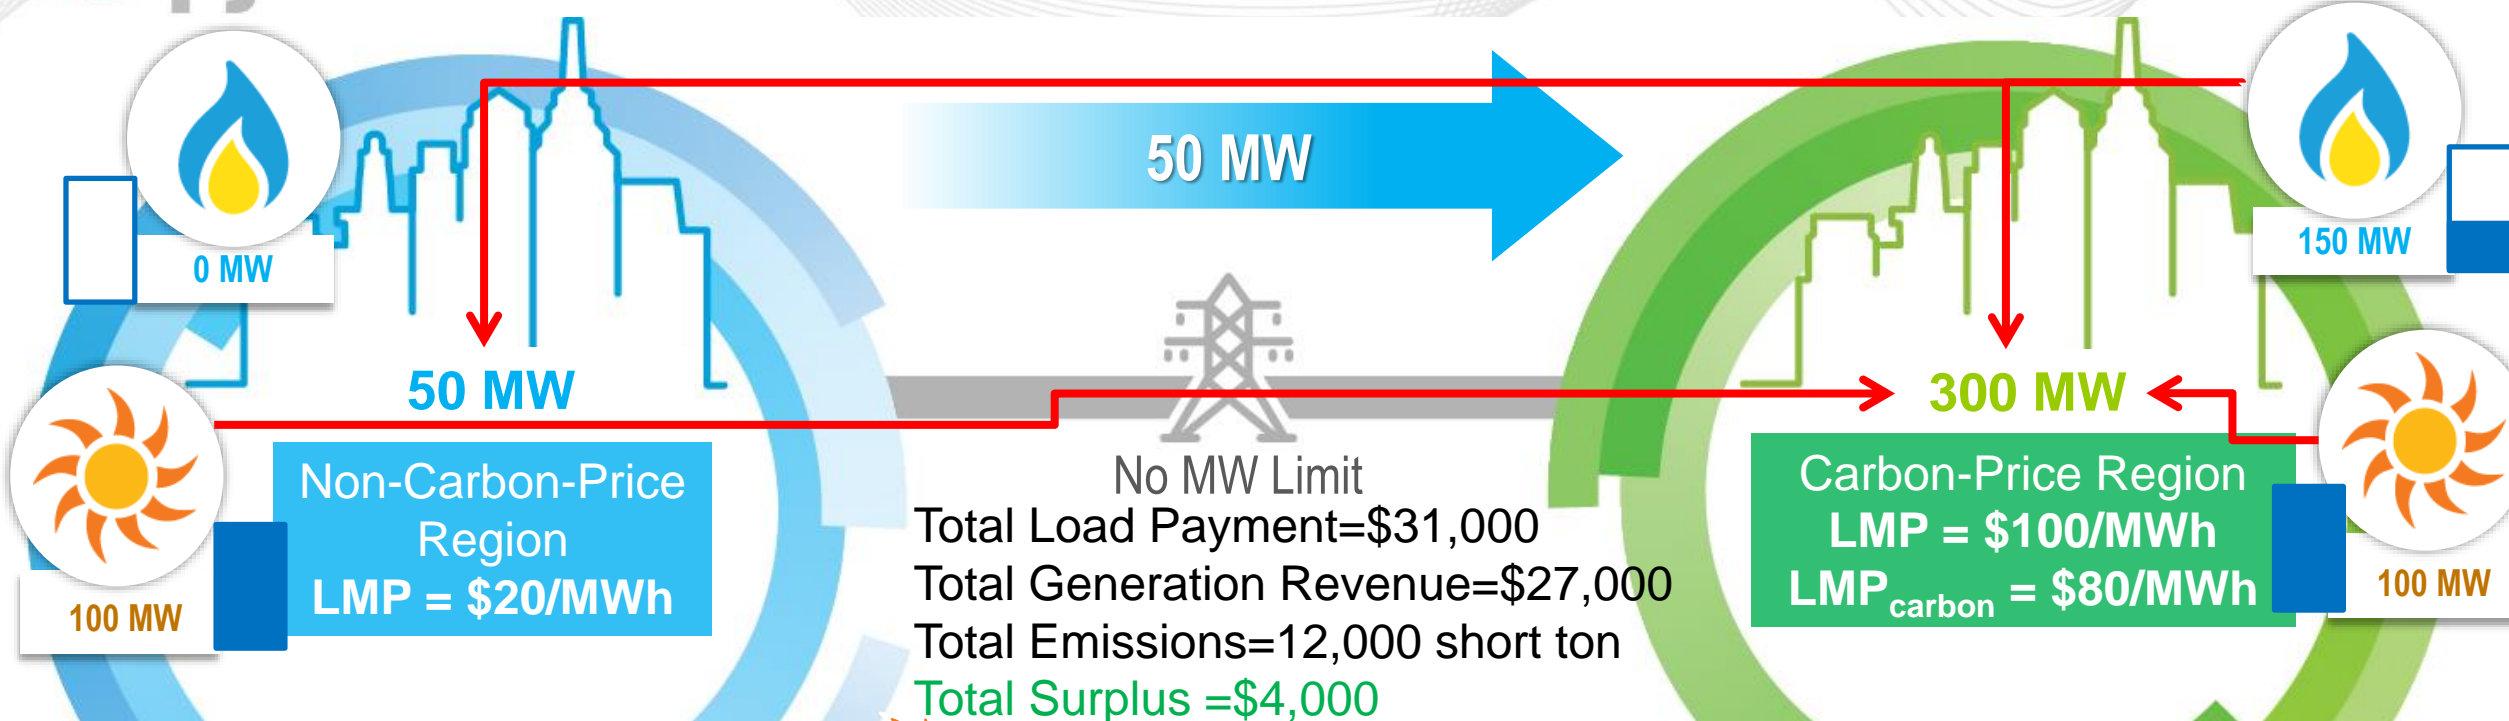 50 MW
0 MW
150 MW
50 MW
300 MW
Non-Carbon-Price
Region
LMP = $20/MWh
100 MW
No MW Limit
Total Load Payment=$31,000
Total Generation Revenue=$27,000
Total Emissions=12,000 short ton
Total Surplus =$4,000
Carbon-Price Region
LMP = $100/MWh
LMPcarbon = $80/MWh
100 MW